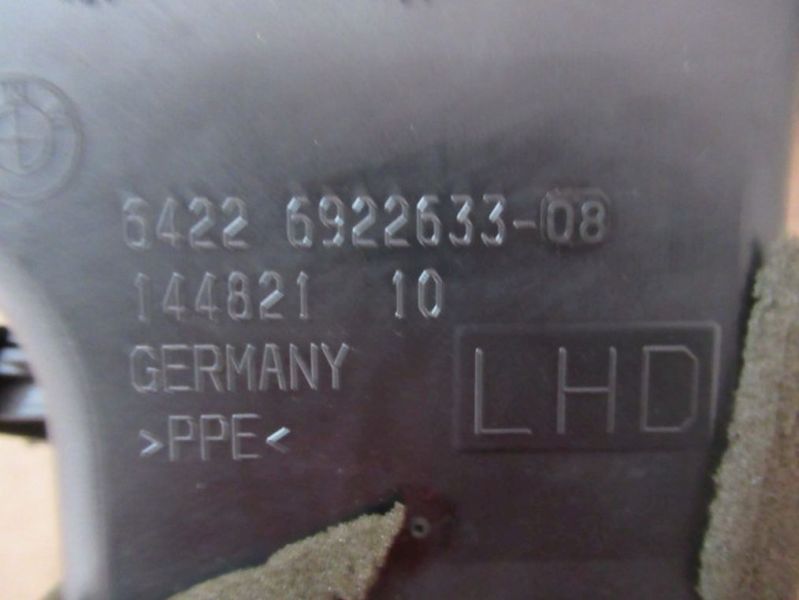 6422 6922633-08
144821 10
GERMANY
LHD
>PPE<